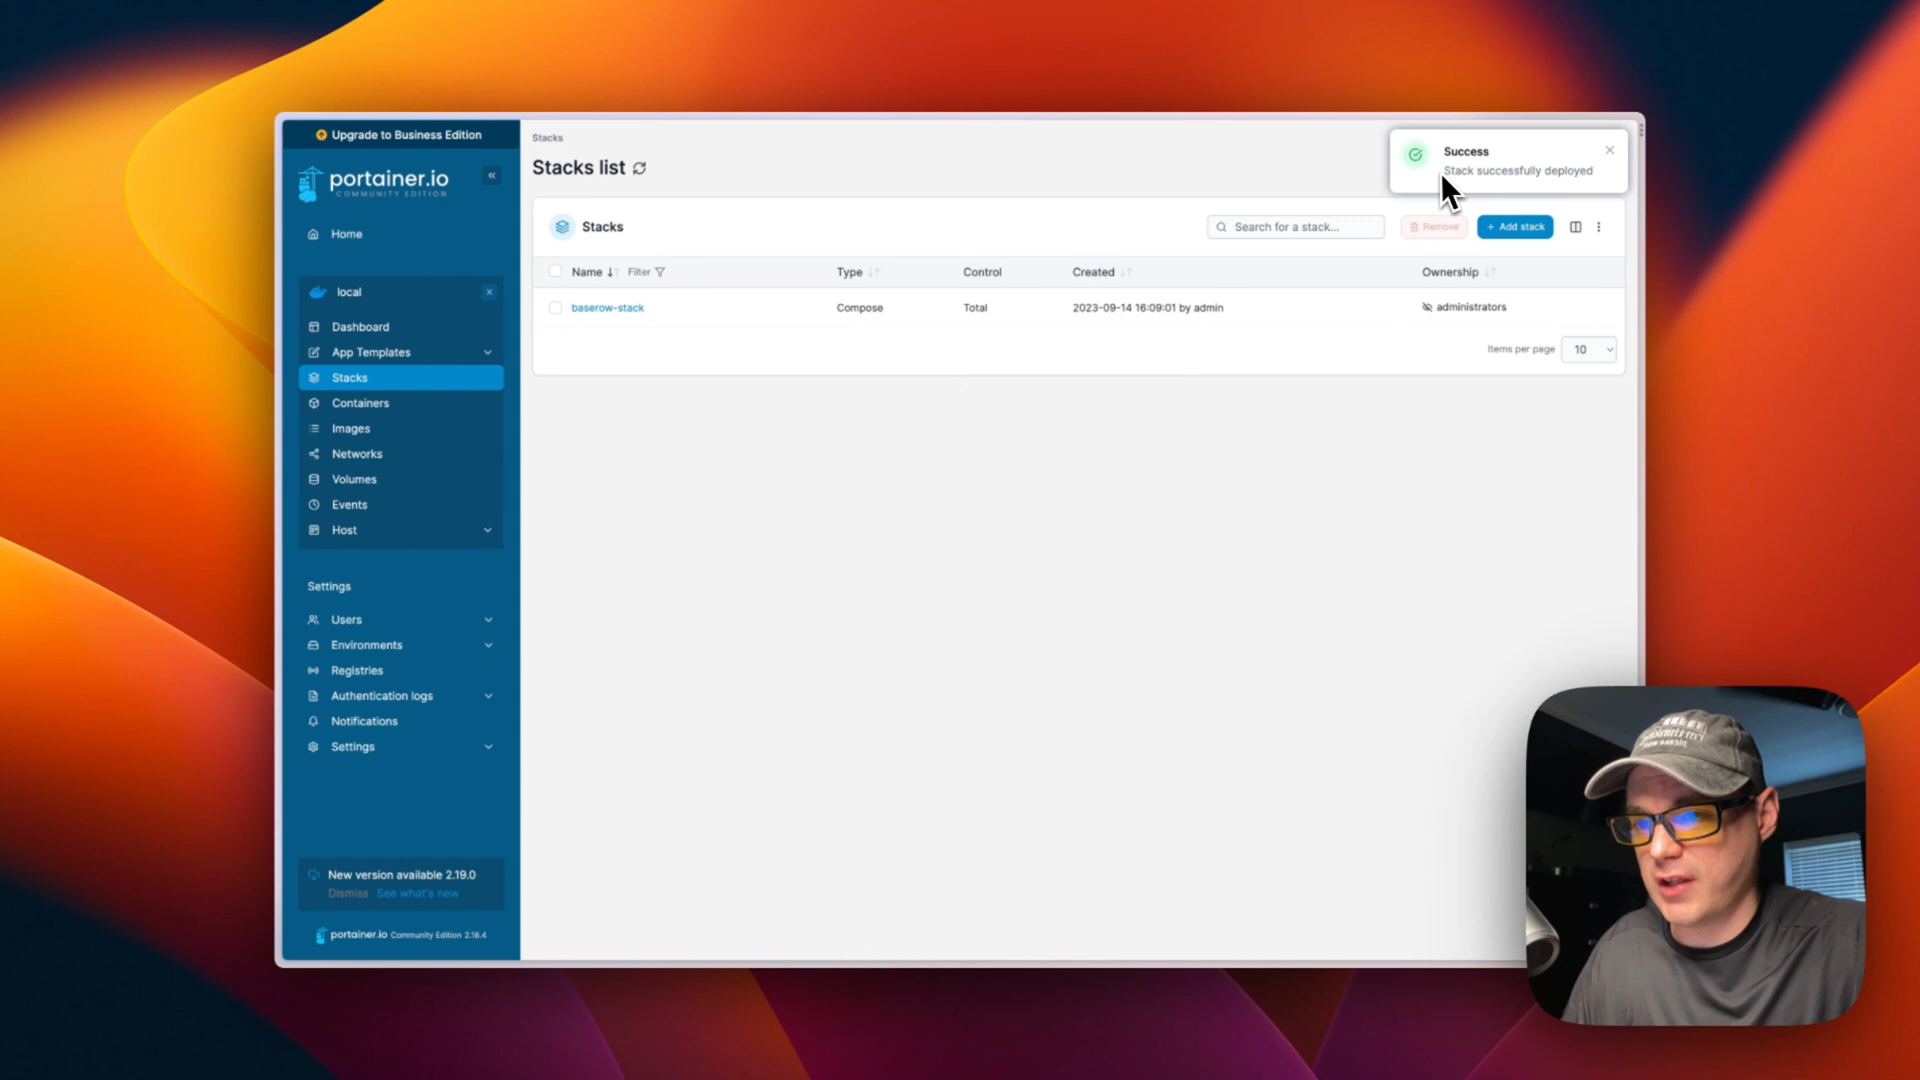 Upgrade to Business Edition
portainer.io
COMMUNITY EDITION
Home
local
Dashboard
App Templates
Stacks
Containers
Images
Networks
Volumes
Events
Host
Settings
Users
Environments
Registries
Authentication logs
Notifications
Settings
New version available 2.19.0
Dismiss See what's new
portainer.io Community Edition 2.18.4
Stacks
Stacks list
Success
Stack successfully deployed
Stacks
Search for a stack...
Remove
+ Add stack
Name Filter Type Control Created Ownership
baserow-stack Compose Total 2023-09-14 16:09:01 by admin administrators
Items per page 10